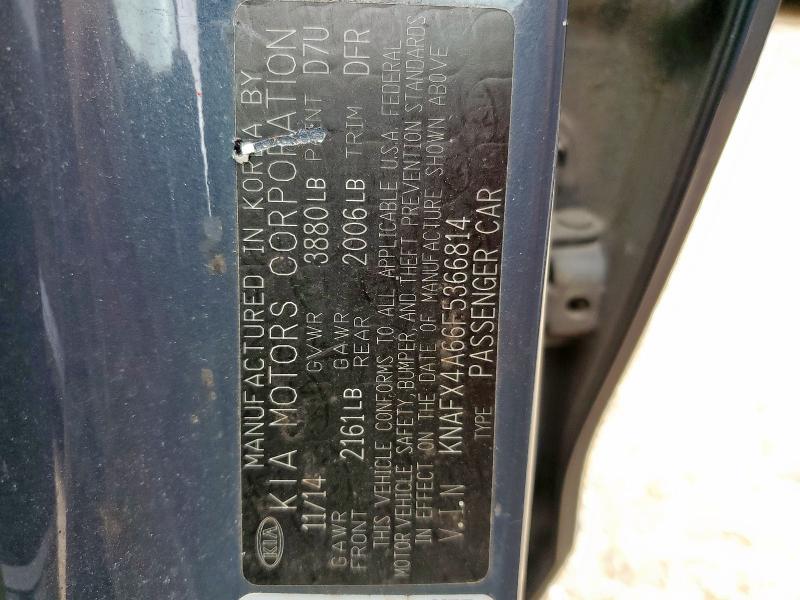 MANUFACTURED IN KOREA BY
KIA KIA MOTORS CORPORATION
11/14 GVWR 3880LB PAINT D7U
GAWR FRONT 2161LB GAWR REAR 2006LB TRIM DFR
THIS VEHICLE CONFORMS TO ALL APPLICABLE U.S.A. FEDERAL
MOTOR VEHICLE SAFETY, BUMPER, AND THEFT PREVENTION STANDARDS
IN EFFECT ON THE DATE OF MANUFACTURE SHOWN ABOVE
V.I.N KNAFX4A66F5366814
TYPE PASSENGER CAR